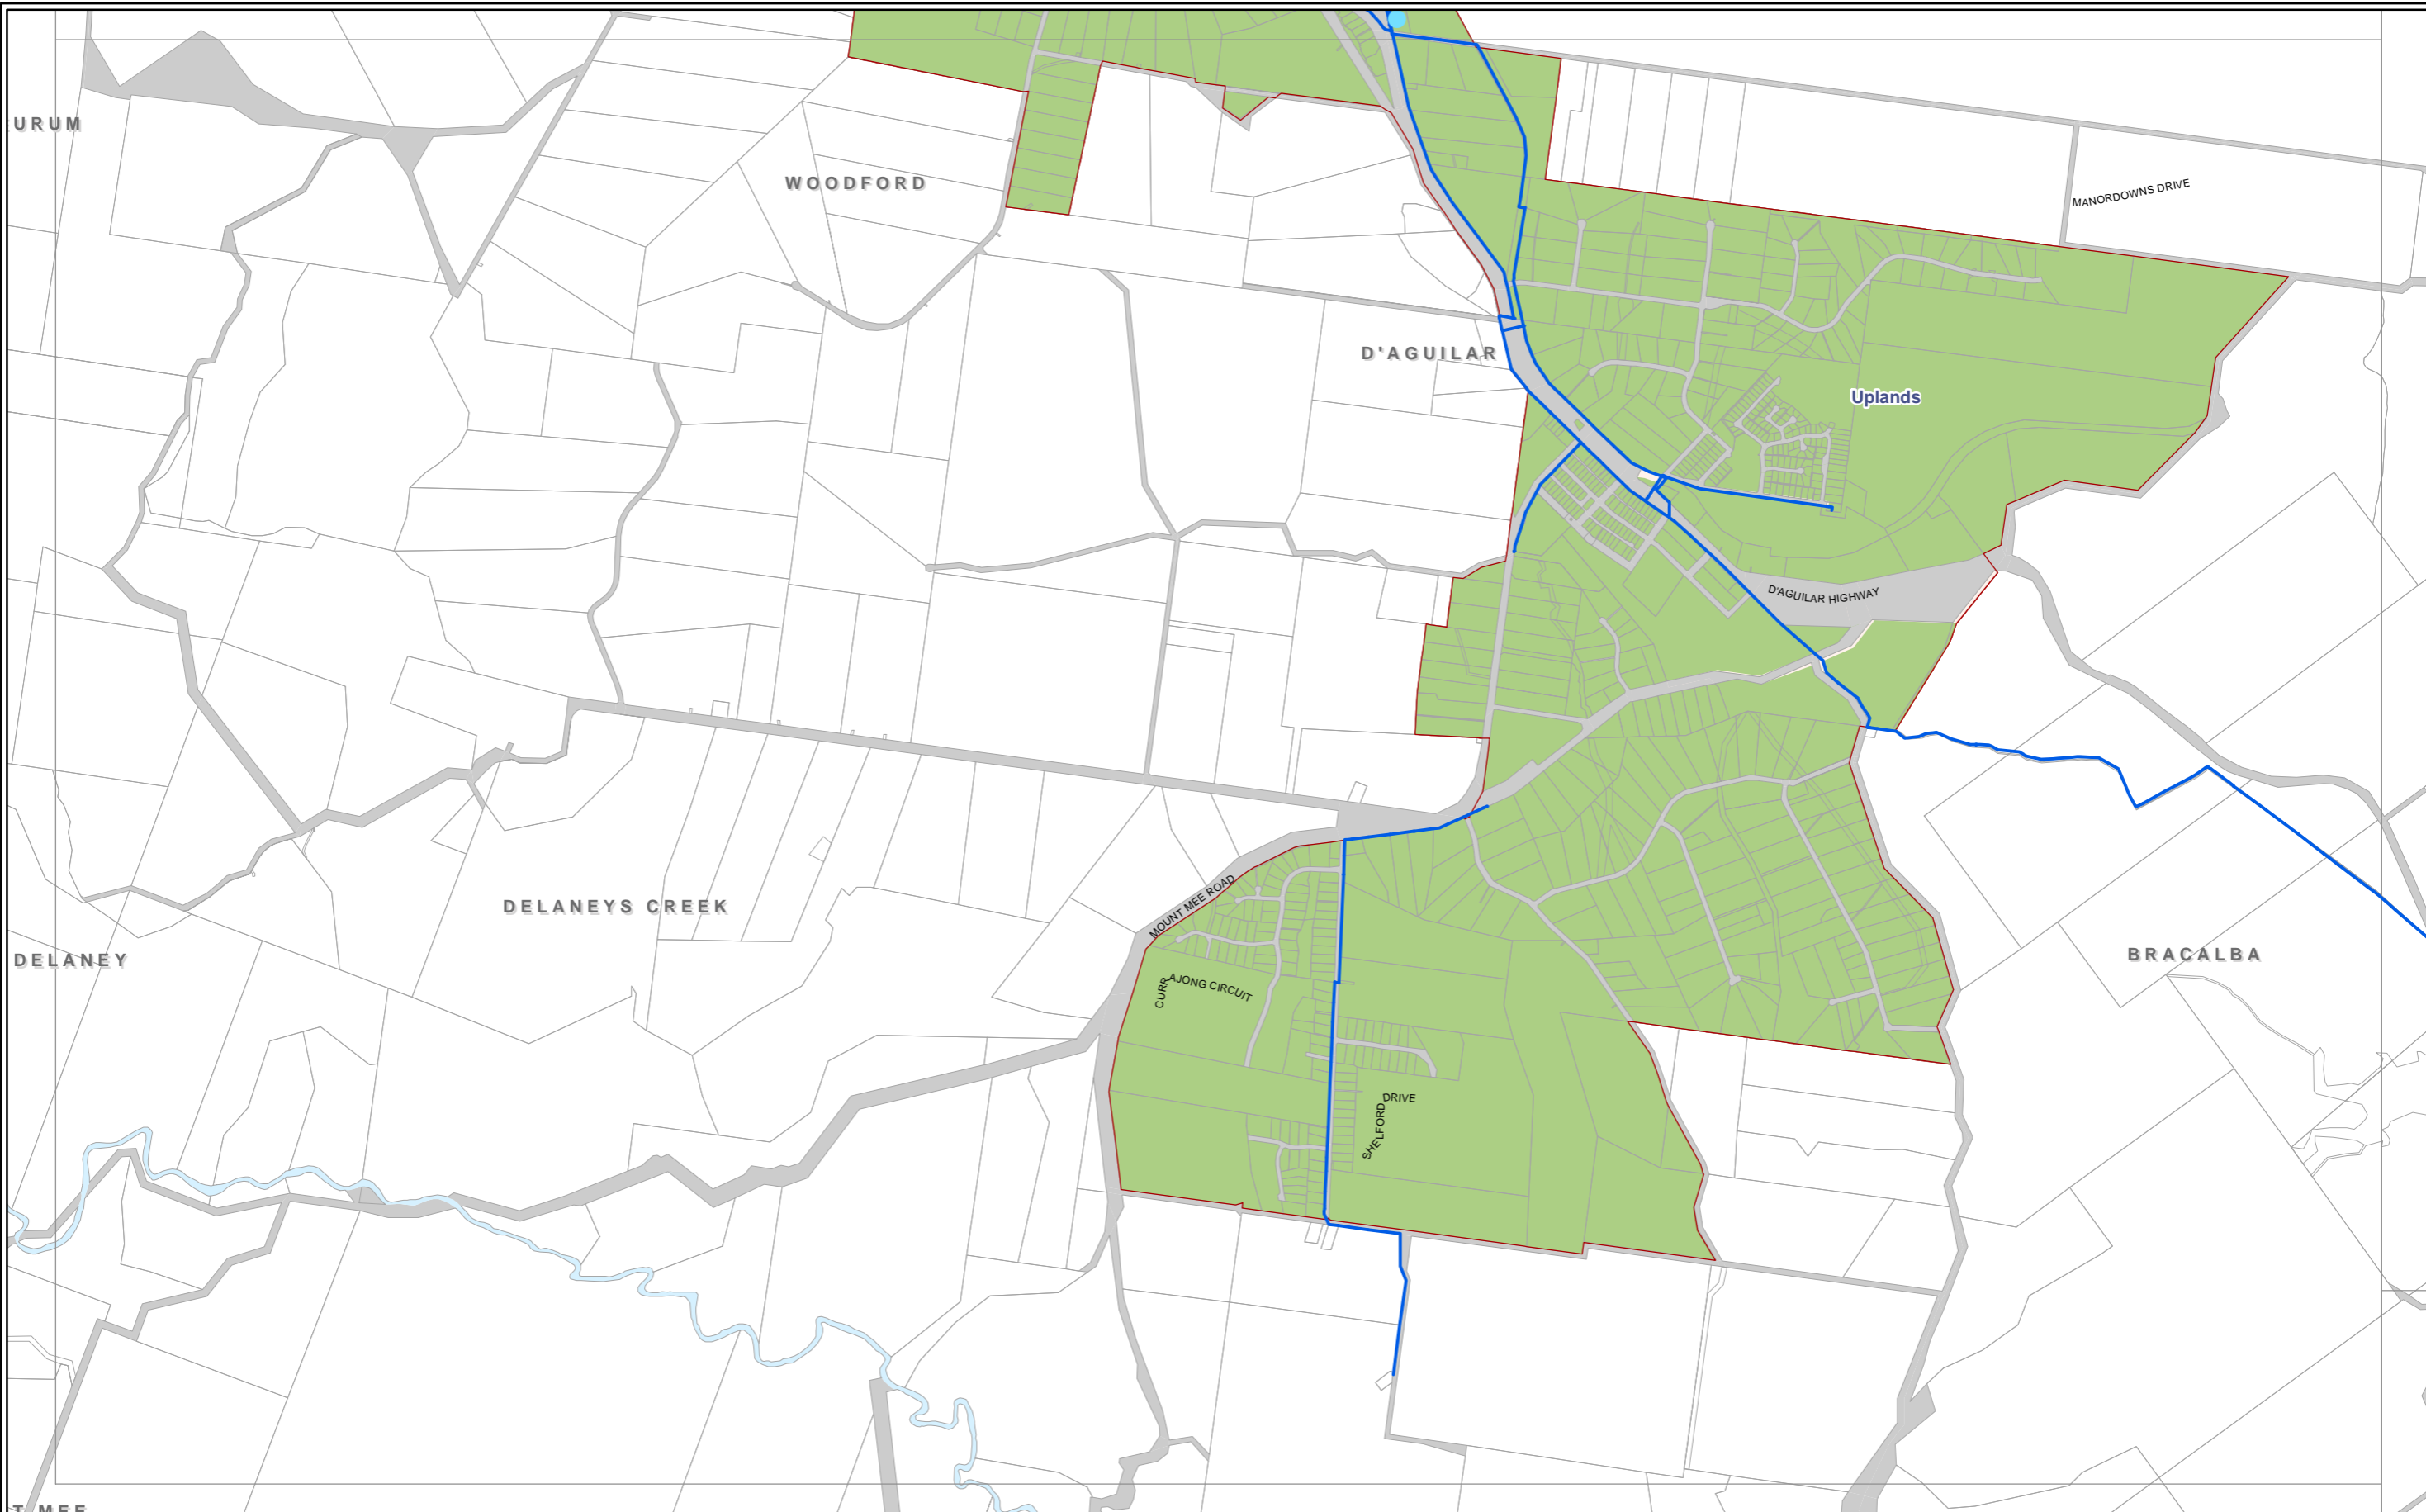 URUM
WOODFORD
MANORDOWNS DRIVE
D'AGUILAR
Uplands
D'AGUILAR HIGHWAY
MOUNT MEE ROAD
DELANEYS CREEK
DELANEY
BRACALBA
CURRAJONG CIRCUIT
SHELFORD DRIVE
T MEE